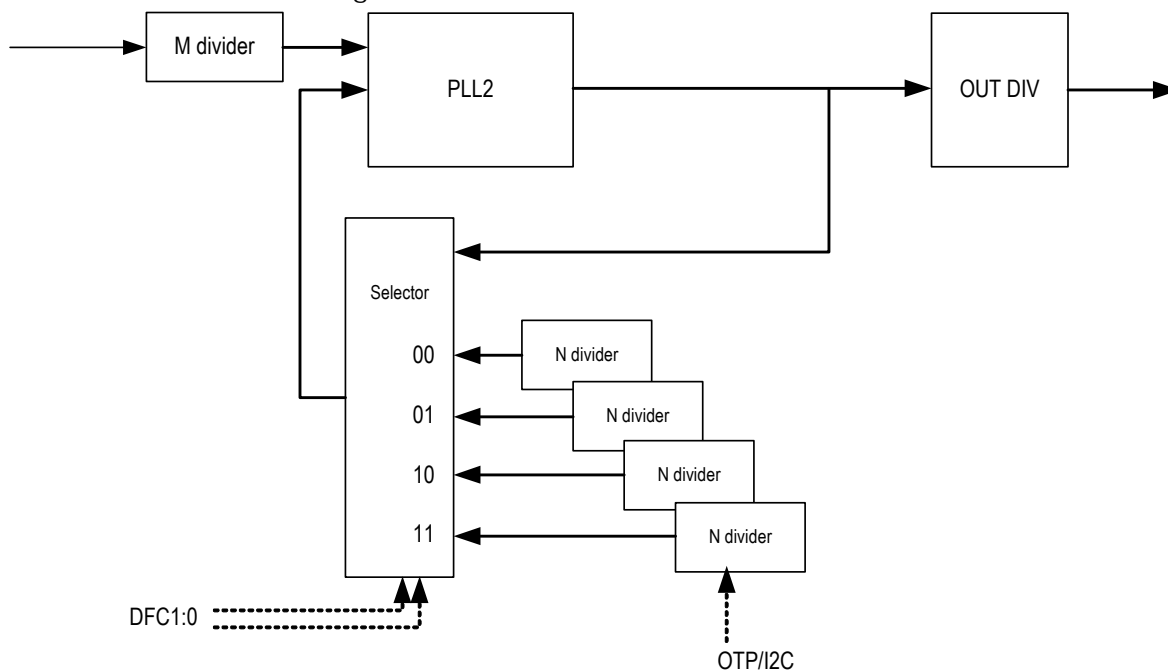 M divider
PLL2
OUT DIV
Selector
00
N divider
01
N divider
10
N divider
11
N divider
DFC1:0
OTP/I2C